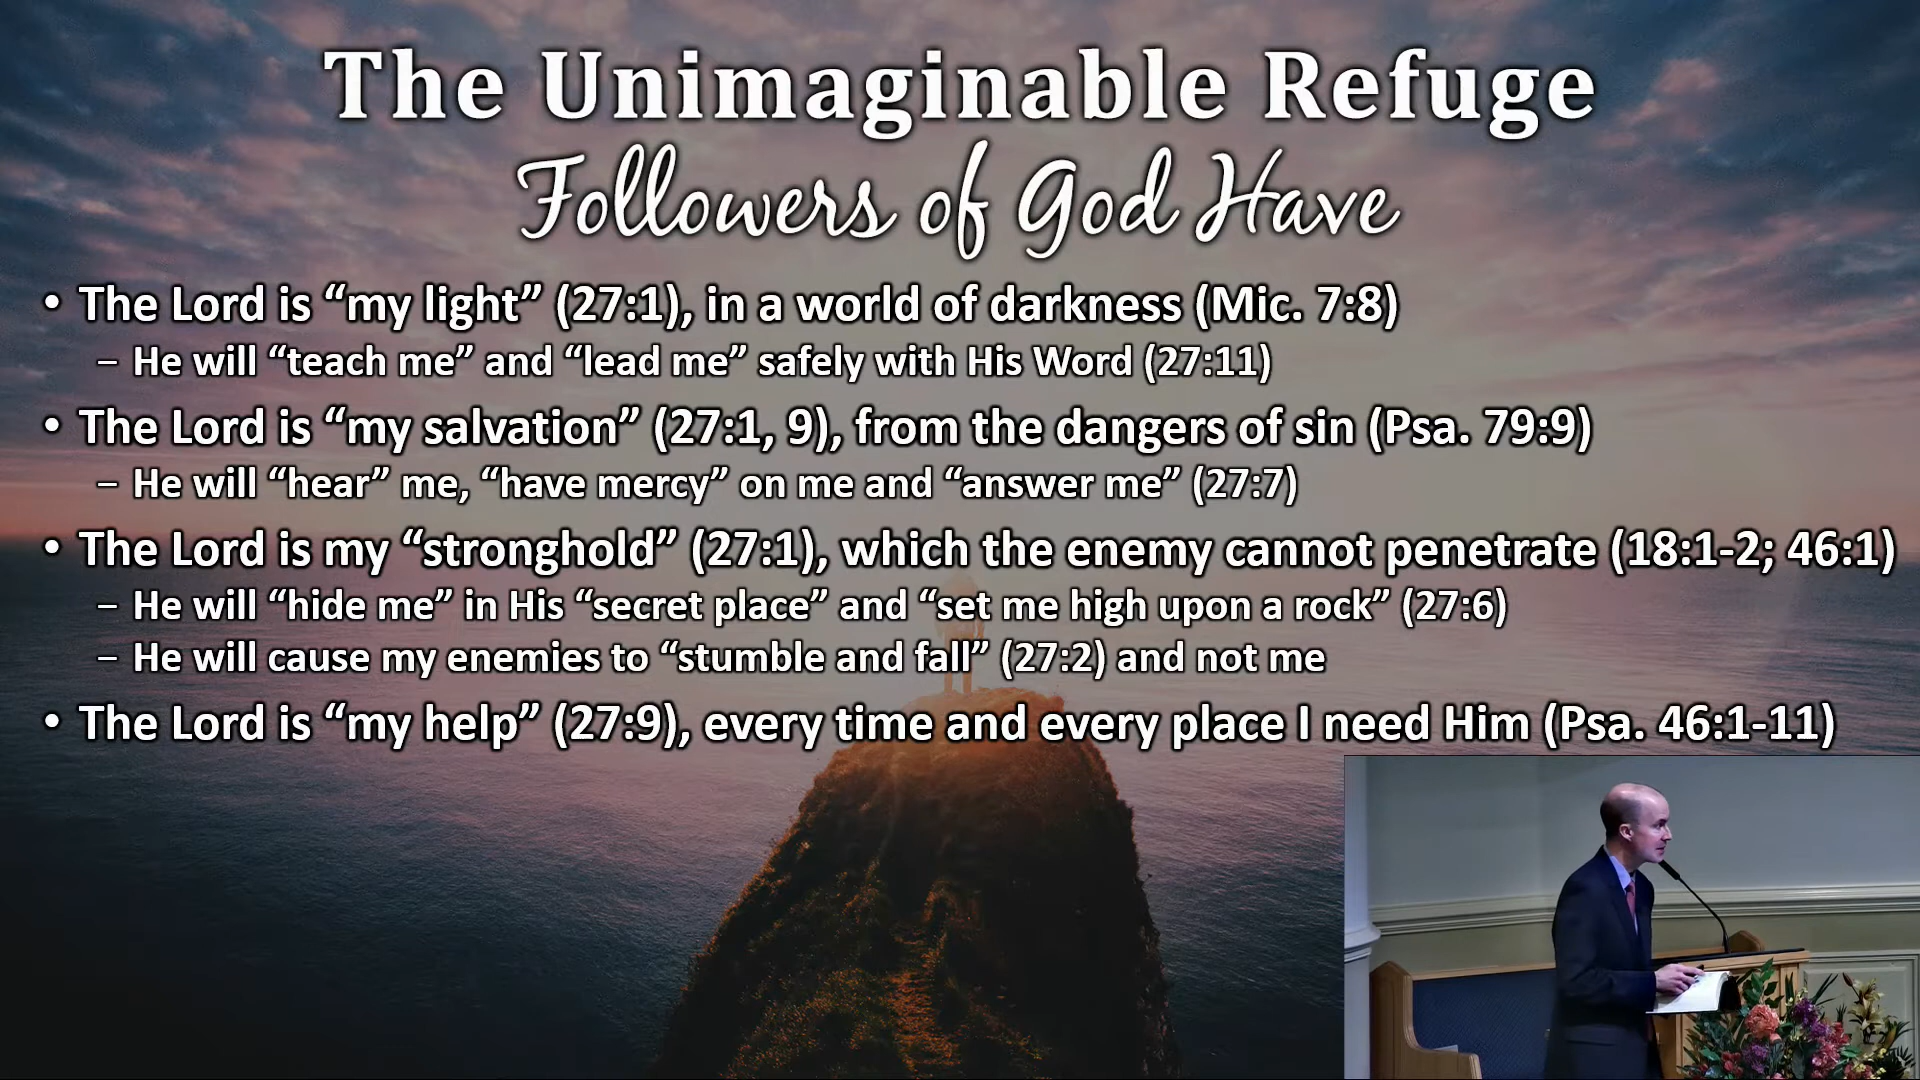 The Unimaginable Refuge
Followers of God Have
• The Lord is “my light” (27:1), in a world of darkness (Mic. 7:8)
– He will “teach me” and “lead me” safely with His Word (27:11)
• The Lord is “my salvation” (27:1, 9), from the dangers of sin (Psa. 79:9)
– He will “hear” me, “have mercy” on me and “answer me” (27:7)
• The Lord is my “stronghold” (27:1), which the enemy cannot penetrate (18:1-2; 46:1)
– He will “hide me” in His “secret place” and “set me high upon a rock” (27:6)
– He will cause my enemies to “stumble and fall” (27:2) and not me
• The Lord is “my help” (27:9), every time and every place I need Him (Psa. 46:1-11)